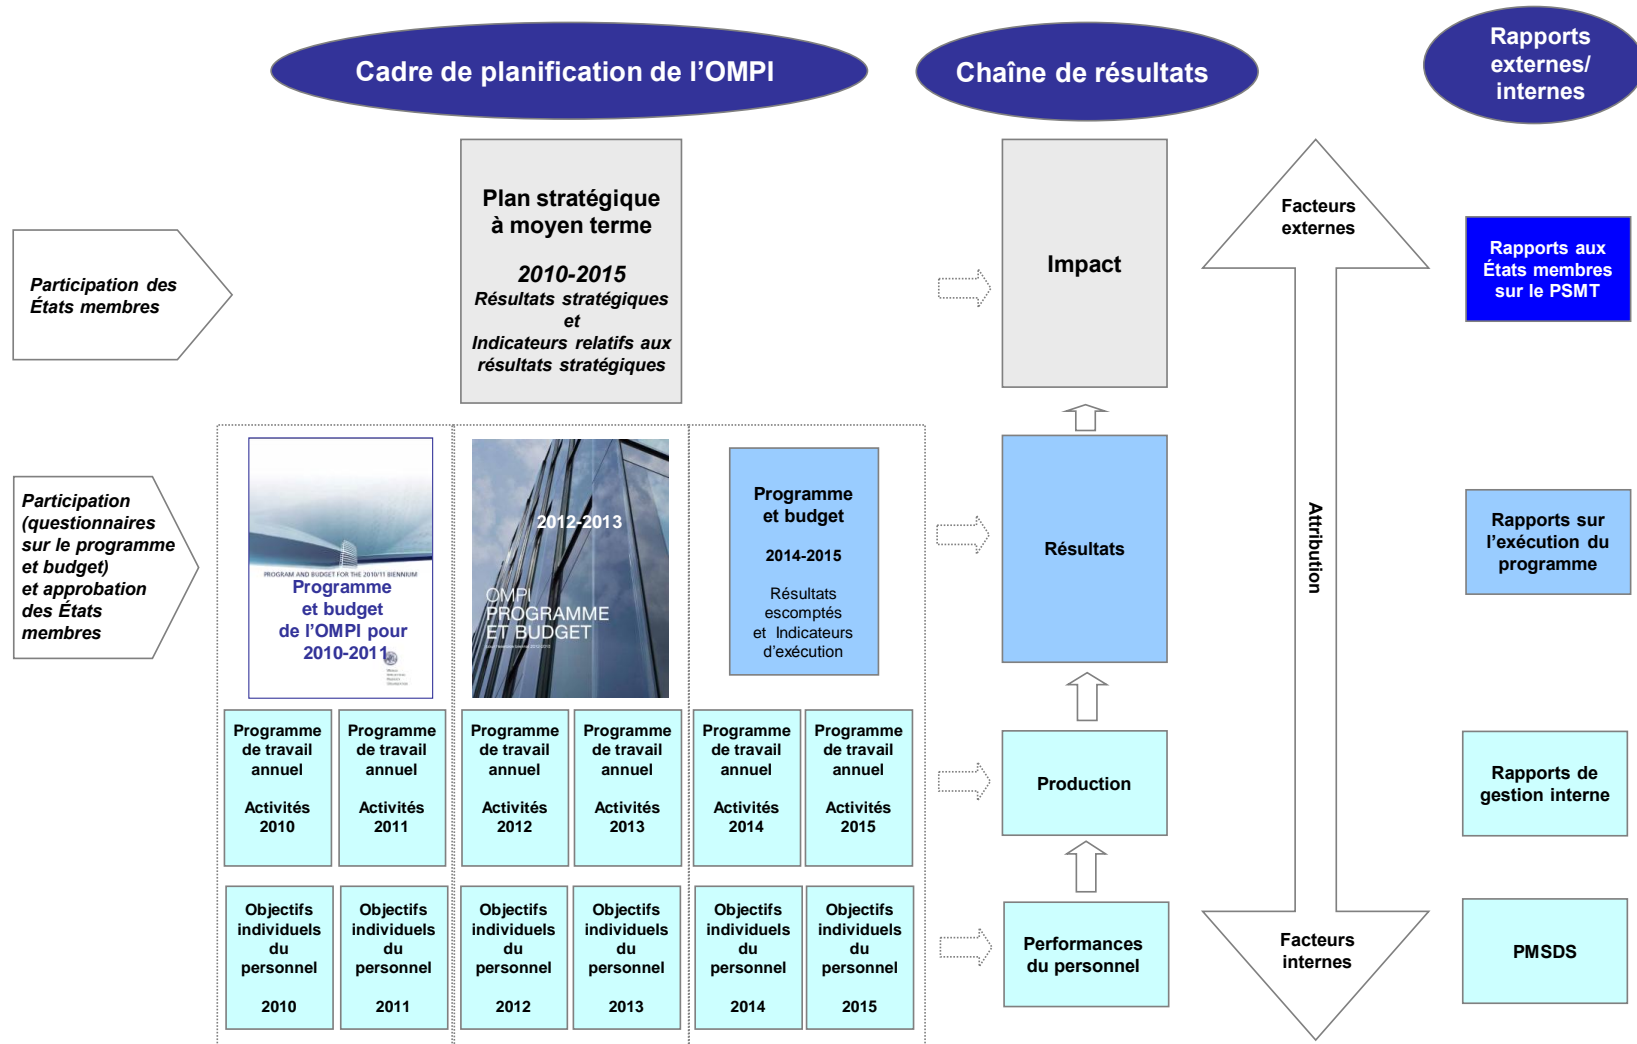 Cadre de planification de l'OMPI
Chaîne de résultats
Rapports
externes/
internes
Plan stratégique
à moyen terme
2010-2015
Résultats stratégiques
et
Indicateurs relatifs aux
résultats stratégiques
Impact
Facteurs
externes
Rapports aux
États membres
sur le PSMT
Participation des
États membres
Participation
(questionnaires
sur le programme
et budget)
et approbation
des États
membres
PROGRAM AND BUDGET FOR THE 2010/11 BIENNIUM
Programme
et budget
de l'OMPI pour
2010-2011
2012-2013
OMPI
PROGRAMME
ET BUDGET
Programme
et budget
2014-2015
Résultats
escomptés
et Indicateurs
d'exécution
Résultats
Attribution
Rapports sur
l'exécution du
programme
Programme
de travail
annuel
Activités
2010
Programme
de travail
annuel
Activités
2011
Programme
de travail
annuel
Activités
2012
Programme
de travail
annuel
Activités
2013
Programme
de travail
annuel
Activités
2014
Programme
de travail
annuel
Activités
2015
Production
Rapports de
gestion interne
Objectifs
individuels
du
personnel
2010
Objectifs
individuels
du
personnel
2011
Objectifs
individuels
du
personnel
2012
Objectifs
individuels
du
personnel
2013
Objectifs
individuels
du
personnel
2014
Objectifs
individuels
du
personnel
2015
Performances
du personnel
Facteurs
internes
PMSDS